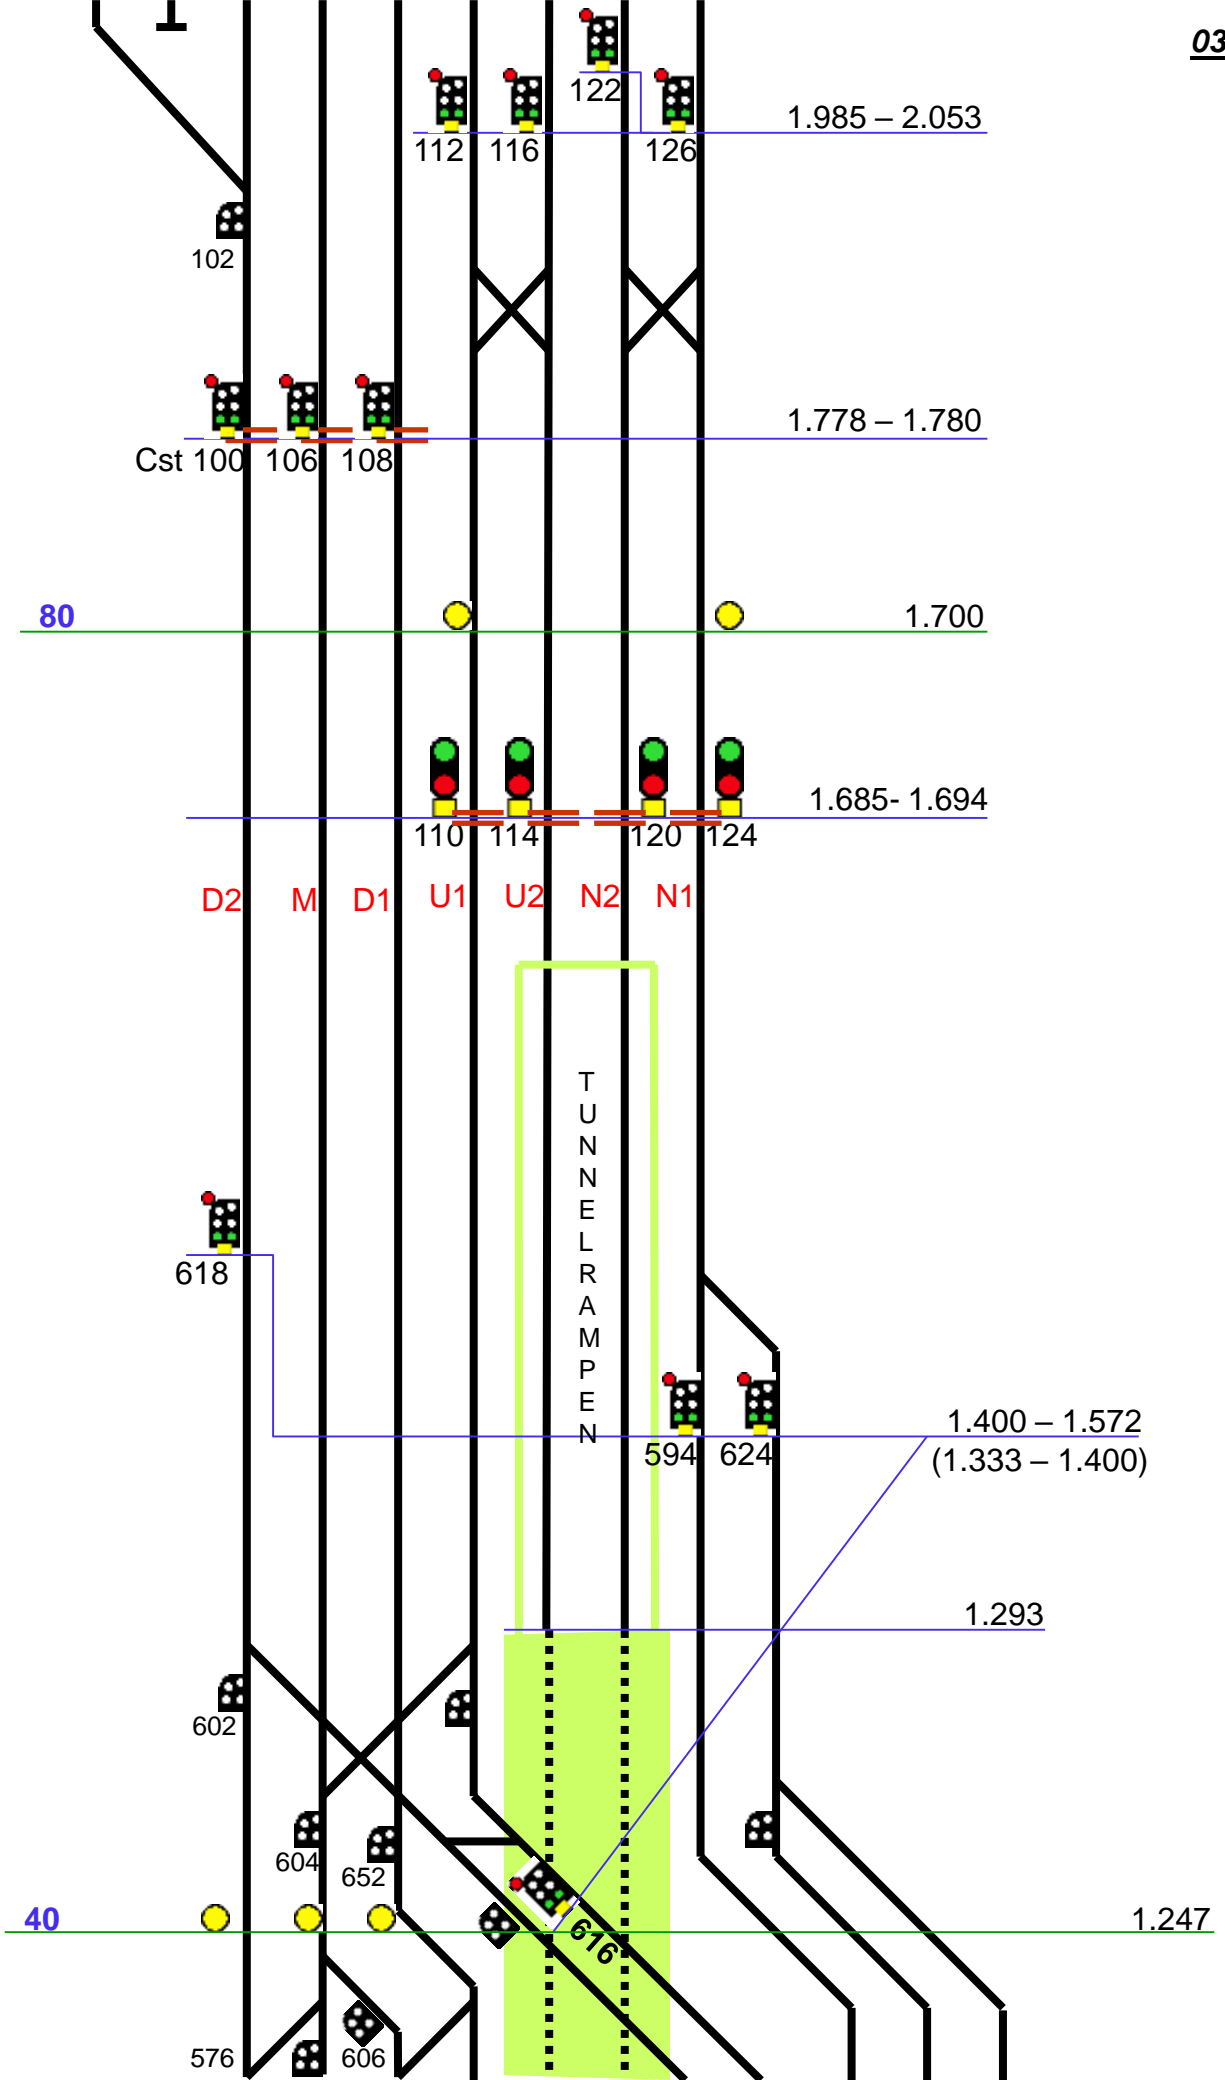 03
122
1.985 – 2.053
112 116 126
102
1.778 – 1.780
Cst 100 106 108
80 1.700
1.685- 1.694
110 114 120 124
D2 M D1 U1 U2 N2 N1
T
U
N
N
E
L
R
A
M
P
E
N
618
1.400 – 1.572
594 624 (1.333 – 1.400)
1.293
602
604 652
40 616 1.247
576 606